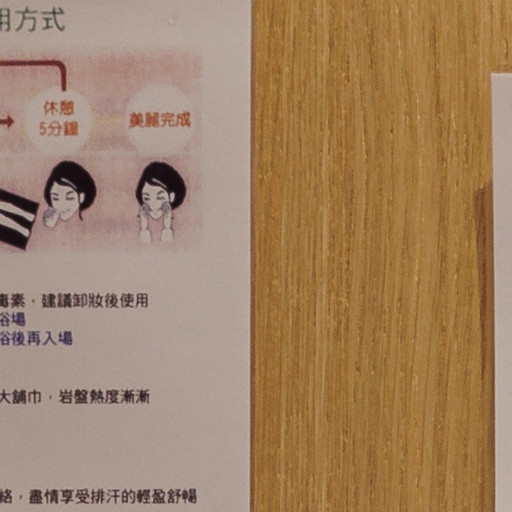 用方式
休憩
5分鐘
美麗完成
毒素，建議卸妝後使用
浴場
浴後再入場
大舖巾，岩盤熱度漸漸
絡，盡情享受排汗的輕盈舒暢